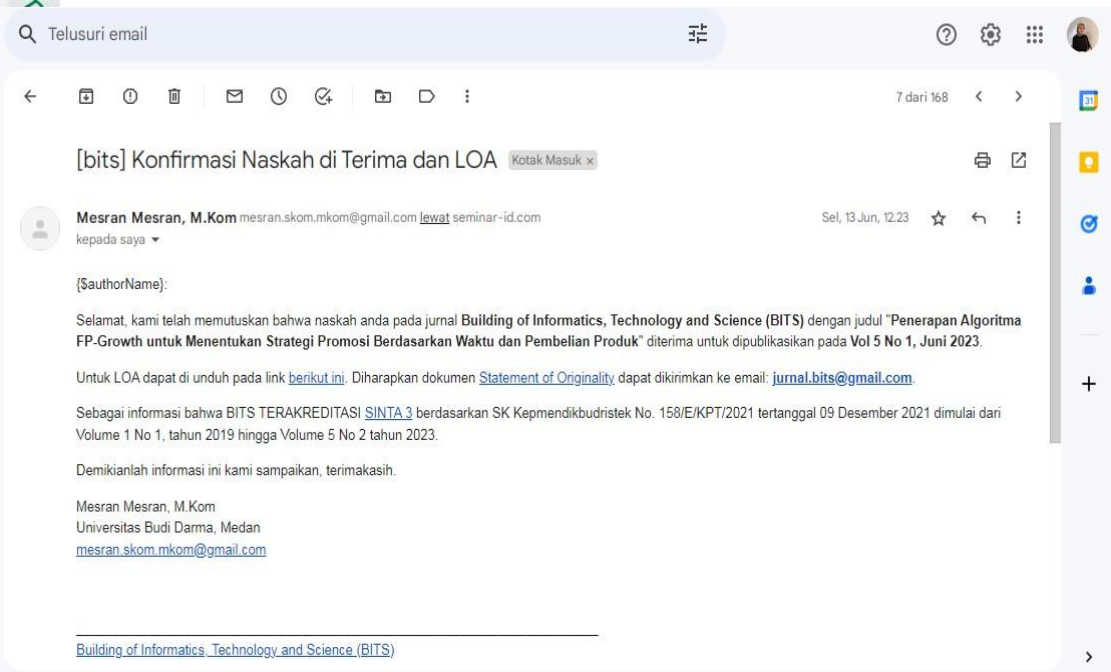 Telusuri email
7 dari 168
31
[bits] Konfirmasi Naskah di Terima dan LOA Kotak Masuk ×
Mesran Mesran, M.Kom mesran.skom.mkom@gmail.com lewat seminar-id.com Sel, 13 Jun, 12.23
kepada saya
{$authorName}:
Selamat, kami telah memutuskan bahwa naskah anda pada jurnal Building of Informatics, Technology and Science (BITS) dengan judul "Penerapan Algoritma
FP-Growth untuk Menentukan Strategi Promosi Berdasarkan Waktu dan Pembelian Produk" diterima untuk dipublikasikan pada Vol 5 No 1, Juni 2023.
Untuk LOA dapat di unduh pada link berikut ini. Diharapkan dokumen Statement of Originality dapat dikirimkan ke email: jurnal.bits@gmail.com.
Sebagai informasi bahwa BITS TERAKREDITASI SINTA 3 berdasarkan SK Kepmendikbudristek No. 158/E/KPT/2021 tertanggal 09 Desember 2021 dimulai dari
Volume 1 No 1, tahun 2019 hingga Volume 5 No 2 tahun 2023.
Demikianlah informasi ini kami sampaikan, terimakasih.
Mesran Mesran, M.Kom
Universitas Budi Darma, Medan
mesran.skom.mkom@gmail.com
Building of Informatics, Technology and Science (BITS)